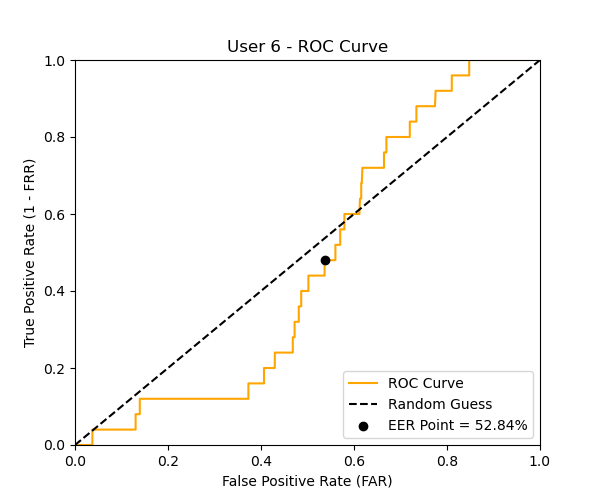 User 6 - ROC Curve
1.0
0.8
0.6
0.4
0.2
0.0
True Positive Rate (1 - FRR)
ROC Curve
Random Guess
EER Point = 52.84%
0.0 0.2 0.4 0.6 0.8 1.0
False Positive Rate (FAR)